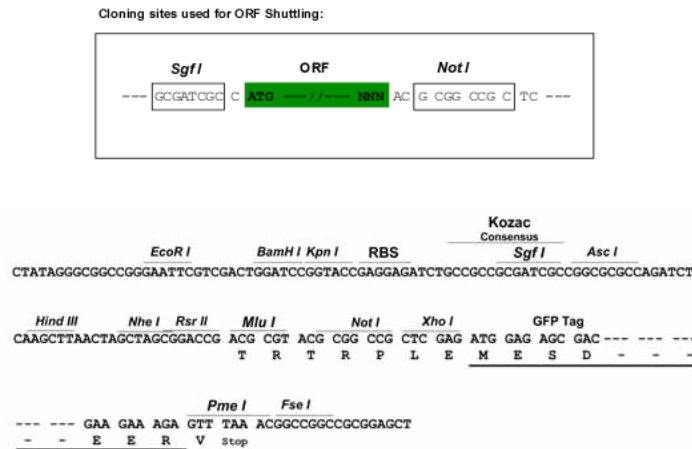 Cloning sites used for ORF Shuttling:
Sgf I ORF Not I
--- GCGATCGC C ATG ---//--- NNN AC G CGG CCG C TC ---
Kozac
Consensus
EcoR I BamH I Kpn I RBS Sgf I Asc I
CTATAGGGCGGCCGGGAATTCGTCGACTGGATCCGGTACCGAGGAGATCTGCCGCCGCGATCGCCGGCGCGCCAGATCT
Hind III Nhe I Rsr II Mlu I Not I Xho I GFP Tag
CAAGCTTAACTAGCTAGCGGACCG ACG CGT ACG CGG CCG CTC GAG ATG GAG AGC GAC --- --- ---
T R T R P L E M E S D - - -
--- --- GAA GAA AGA GTT TAA ACGGCCGGCCGCGGAGCT
Pme I Fse I
- - E E R V Stop